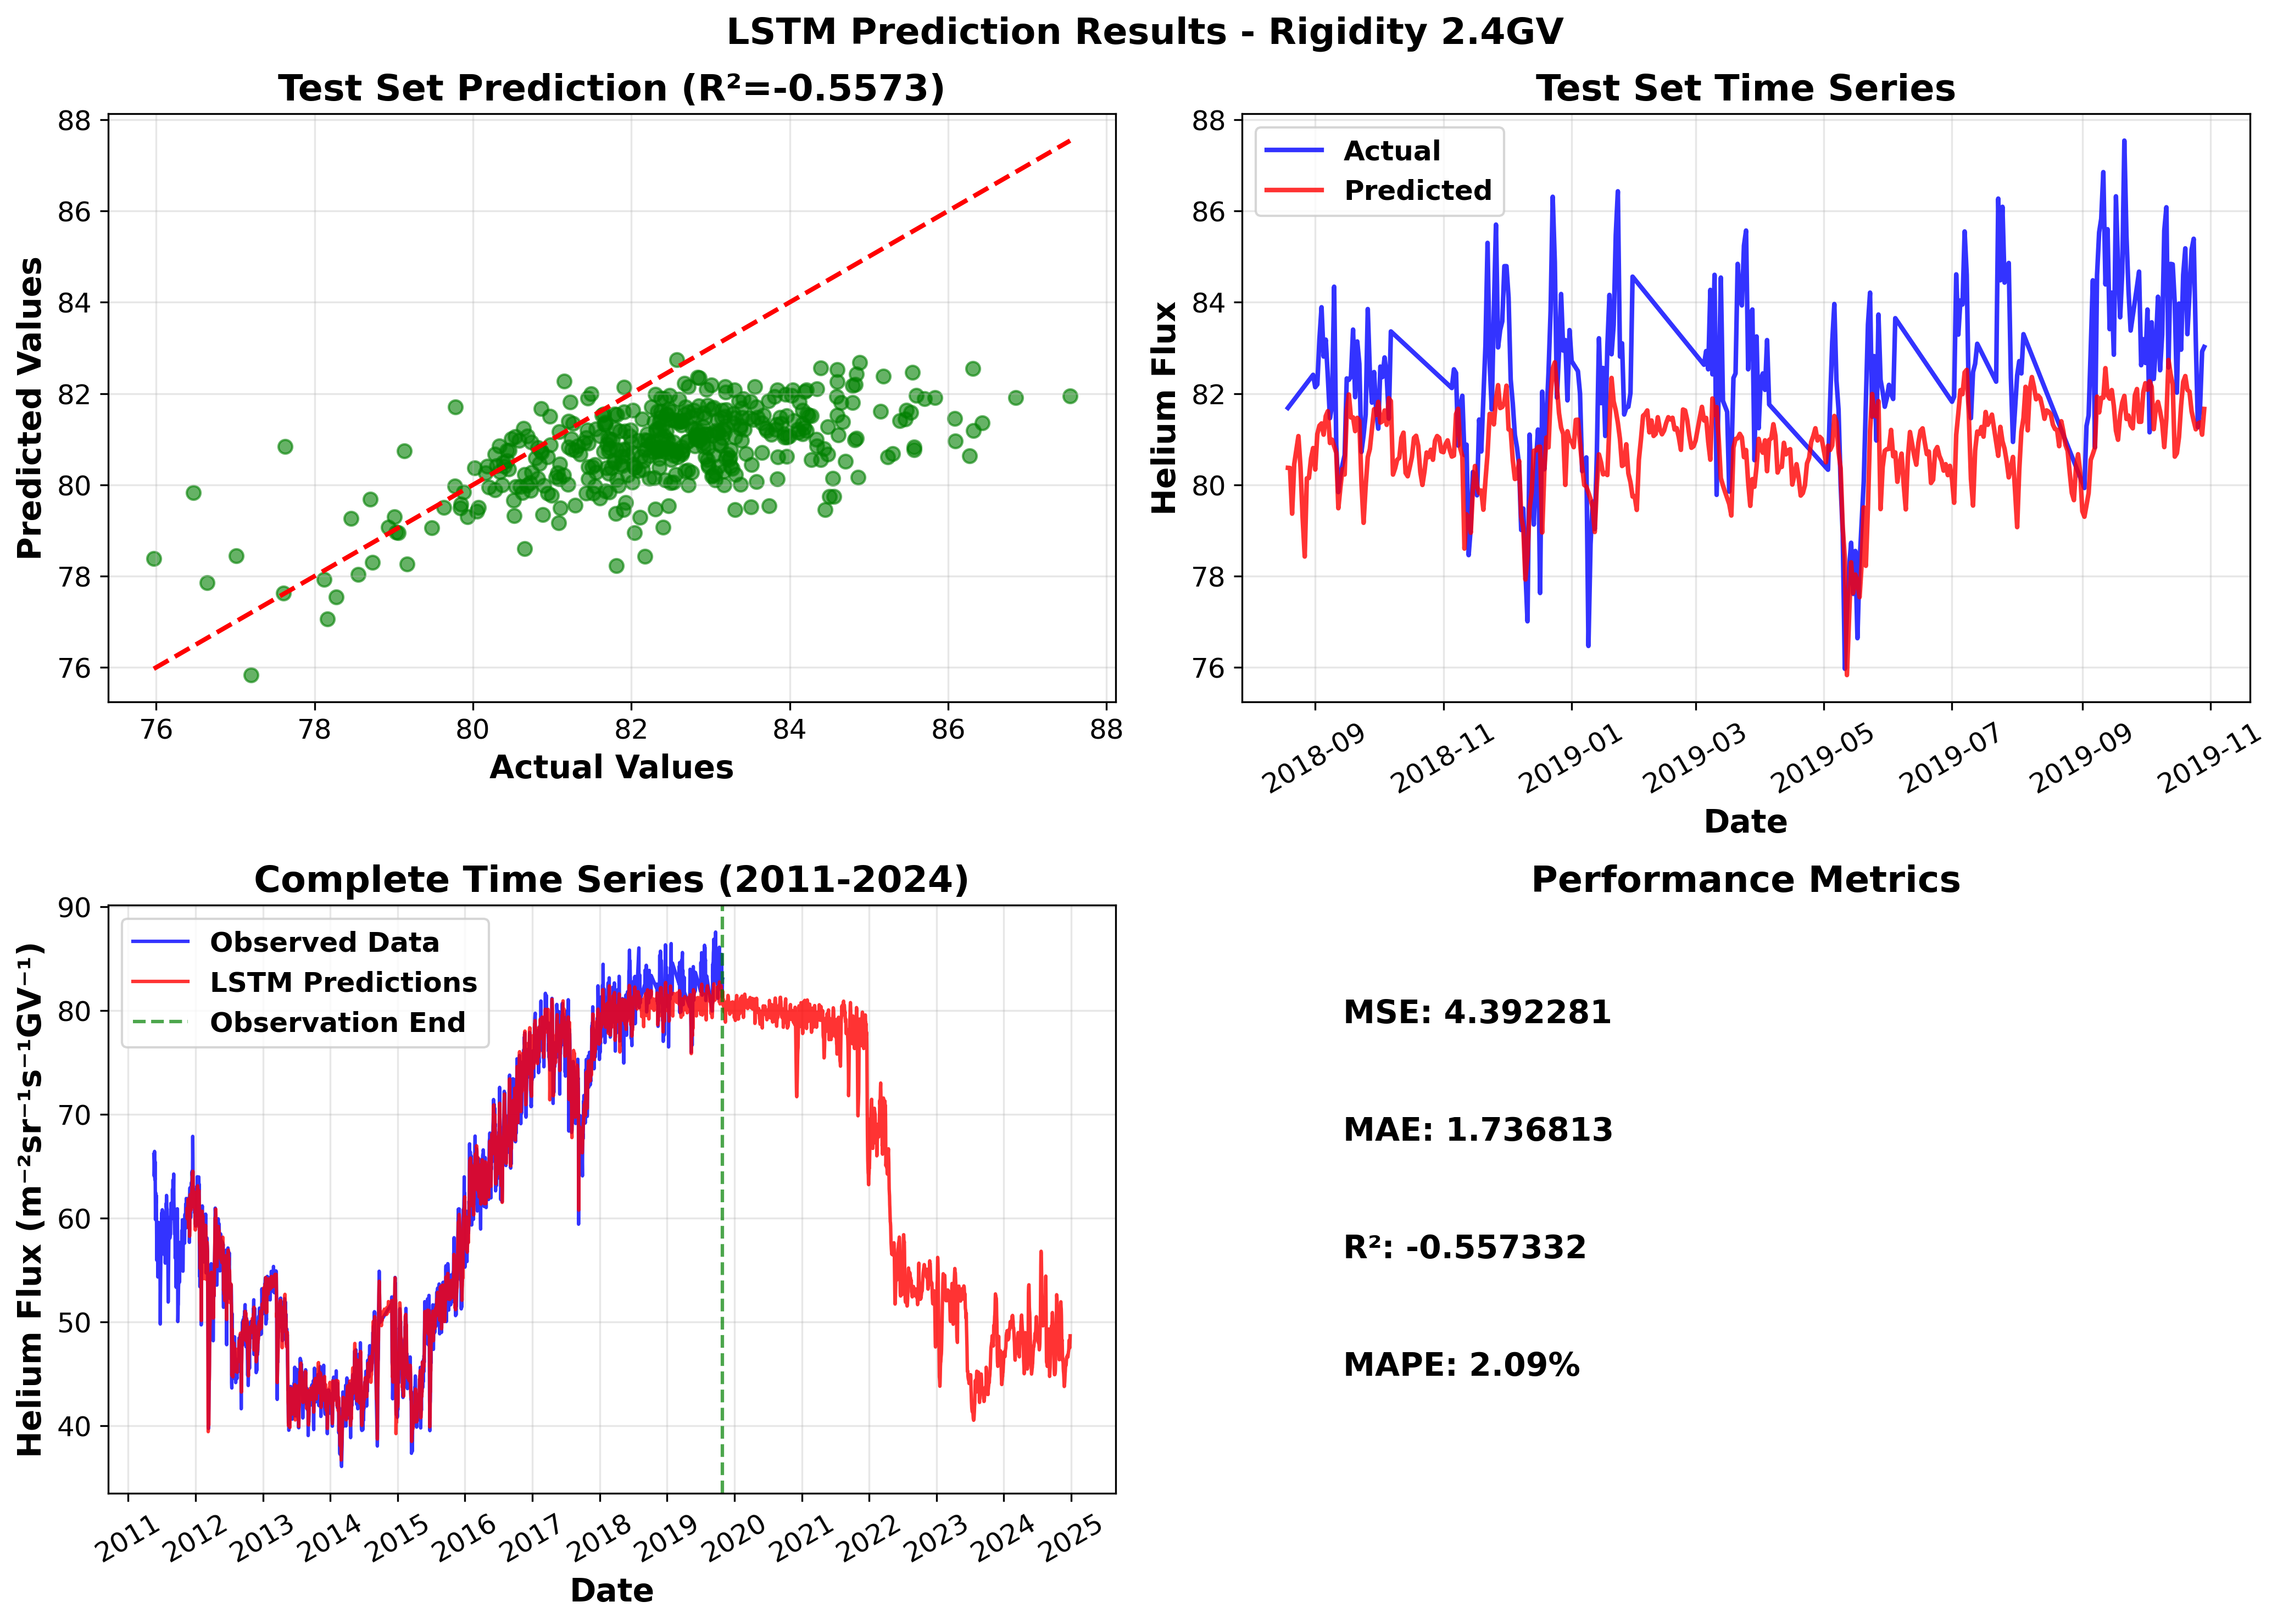 LSTM Prediction Results - Rigidity 2.4GV
Test Set Prediction (R²=-0.5573)
88
86
84
82
80
78
76
Predicted Values
76 78 80 82 84 86 88
Actual Values
Test Set Time Series
Actual
Predicted
88
86
84
82
80
78
76
Helium Flux
2018-09 2018-11 2019-01 2019-03 2019-05 2019-07 2019-09 2019-11
Date
Complete Time Series (2011-2024)
Observed Data
LSTM Predictions
Observation End
90
80
70
60
50
40
Helium Flux (m⁻²sr⁻¹s⁻¹GV⁻¹)
2011 2012 2013 2014 2015 2016 2017 2018 2019 2020 2021 2022 2023 2024 2025
Date
Performance Metrics
MSE: 4.392281
MAE: 1.736813
R²: -0.557332
MAPE: 2.09%